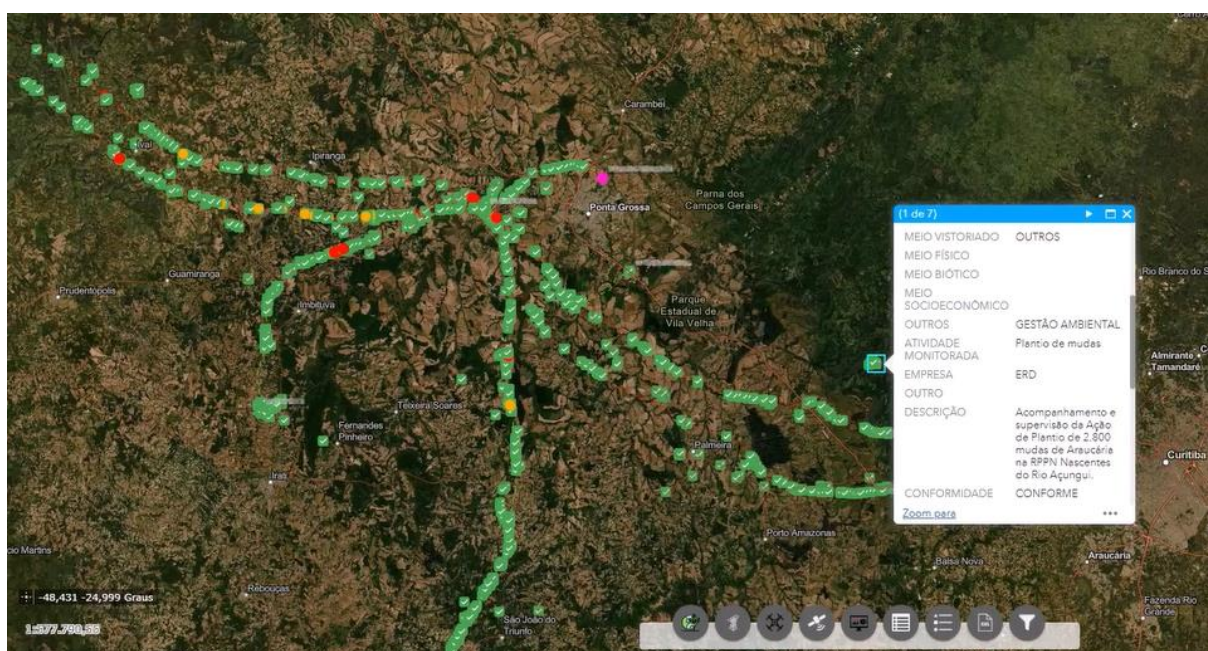 Carambeí
Ivaí
Ipiranga
Parna dos
Campos Gerais
Ponta Grossa
(1 de 7)
MEIO VISTORIADO OUTROS
MEIO FÍSICO
MEIO BIÓTICO
MEIO
SOCIOECONÔMICO
OUTROS GESTÃO AMBIENTAL
ATIVIDADE Plantio de mudas
MONITORADA
EMPRESA ERD
OUTRO
DESCRIÇÃO Acompanhamento e
supervisão da Ação
de Plantio de 2.800
mudas de Araucária
na RPPN Nascentes
do Rio Açungui.
CONFORMIDADE CONFORME
Zoom para
Rio Branco do S
Guamiranga
Prudentópolis
Imbituva
Parque
Estadual de
Vila Velha
Almirante
Tamandaré
Teixeira Soares
Fernandes
Pinheiro
Palmeira
Curitiba
Iras
Porto Amazonas
Balsa Nova
Araucária
cio Martins
Rebouças
Fazenda Rio
Grande
-48,431 -24,999 Graus
São João do
Triunfo